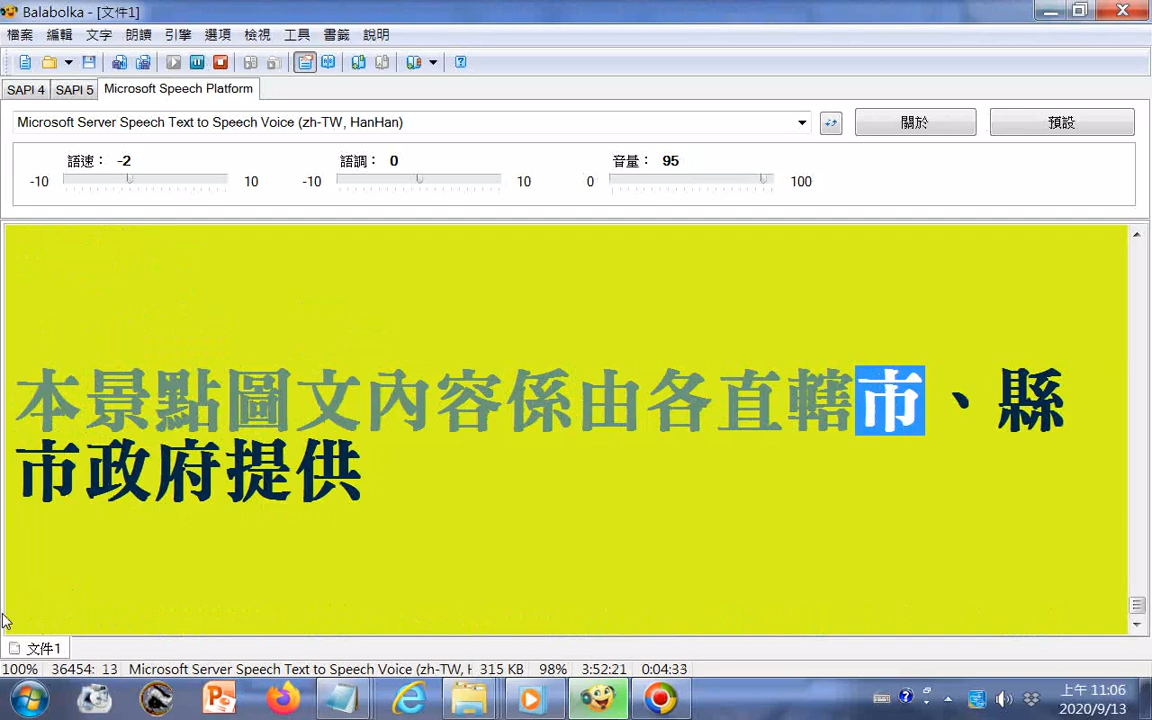 Balabolka - [文件1]
檔案 編輯 文字 朗讀 引擎 選項 檢視 工具 書籤 說明
SAPI 4 SAPI 5 Microsoft Speech Platform
Microsoft Server Speech Text to Speech Voice (zh-TW, HanHan) 關於 預設
語速： -2 語調： 0 音量： 95
-10 10 -10 10 0 100
本景點圖文內容係由各直轄市、縣
市政府提供
文件1
100% 36454: 13 Microsoft Server Speech Text to Speech Voice (zh-TW, H 315 KB 98% 3:52:21 0:04:33
上午 11:06
2020/9/13